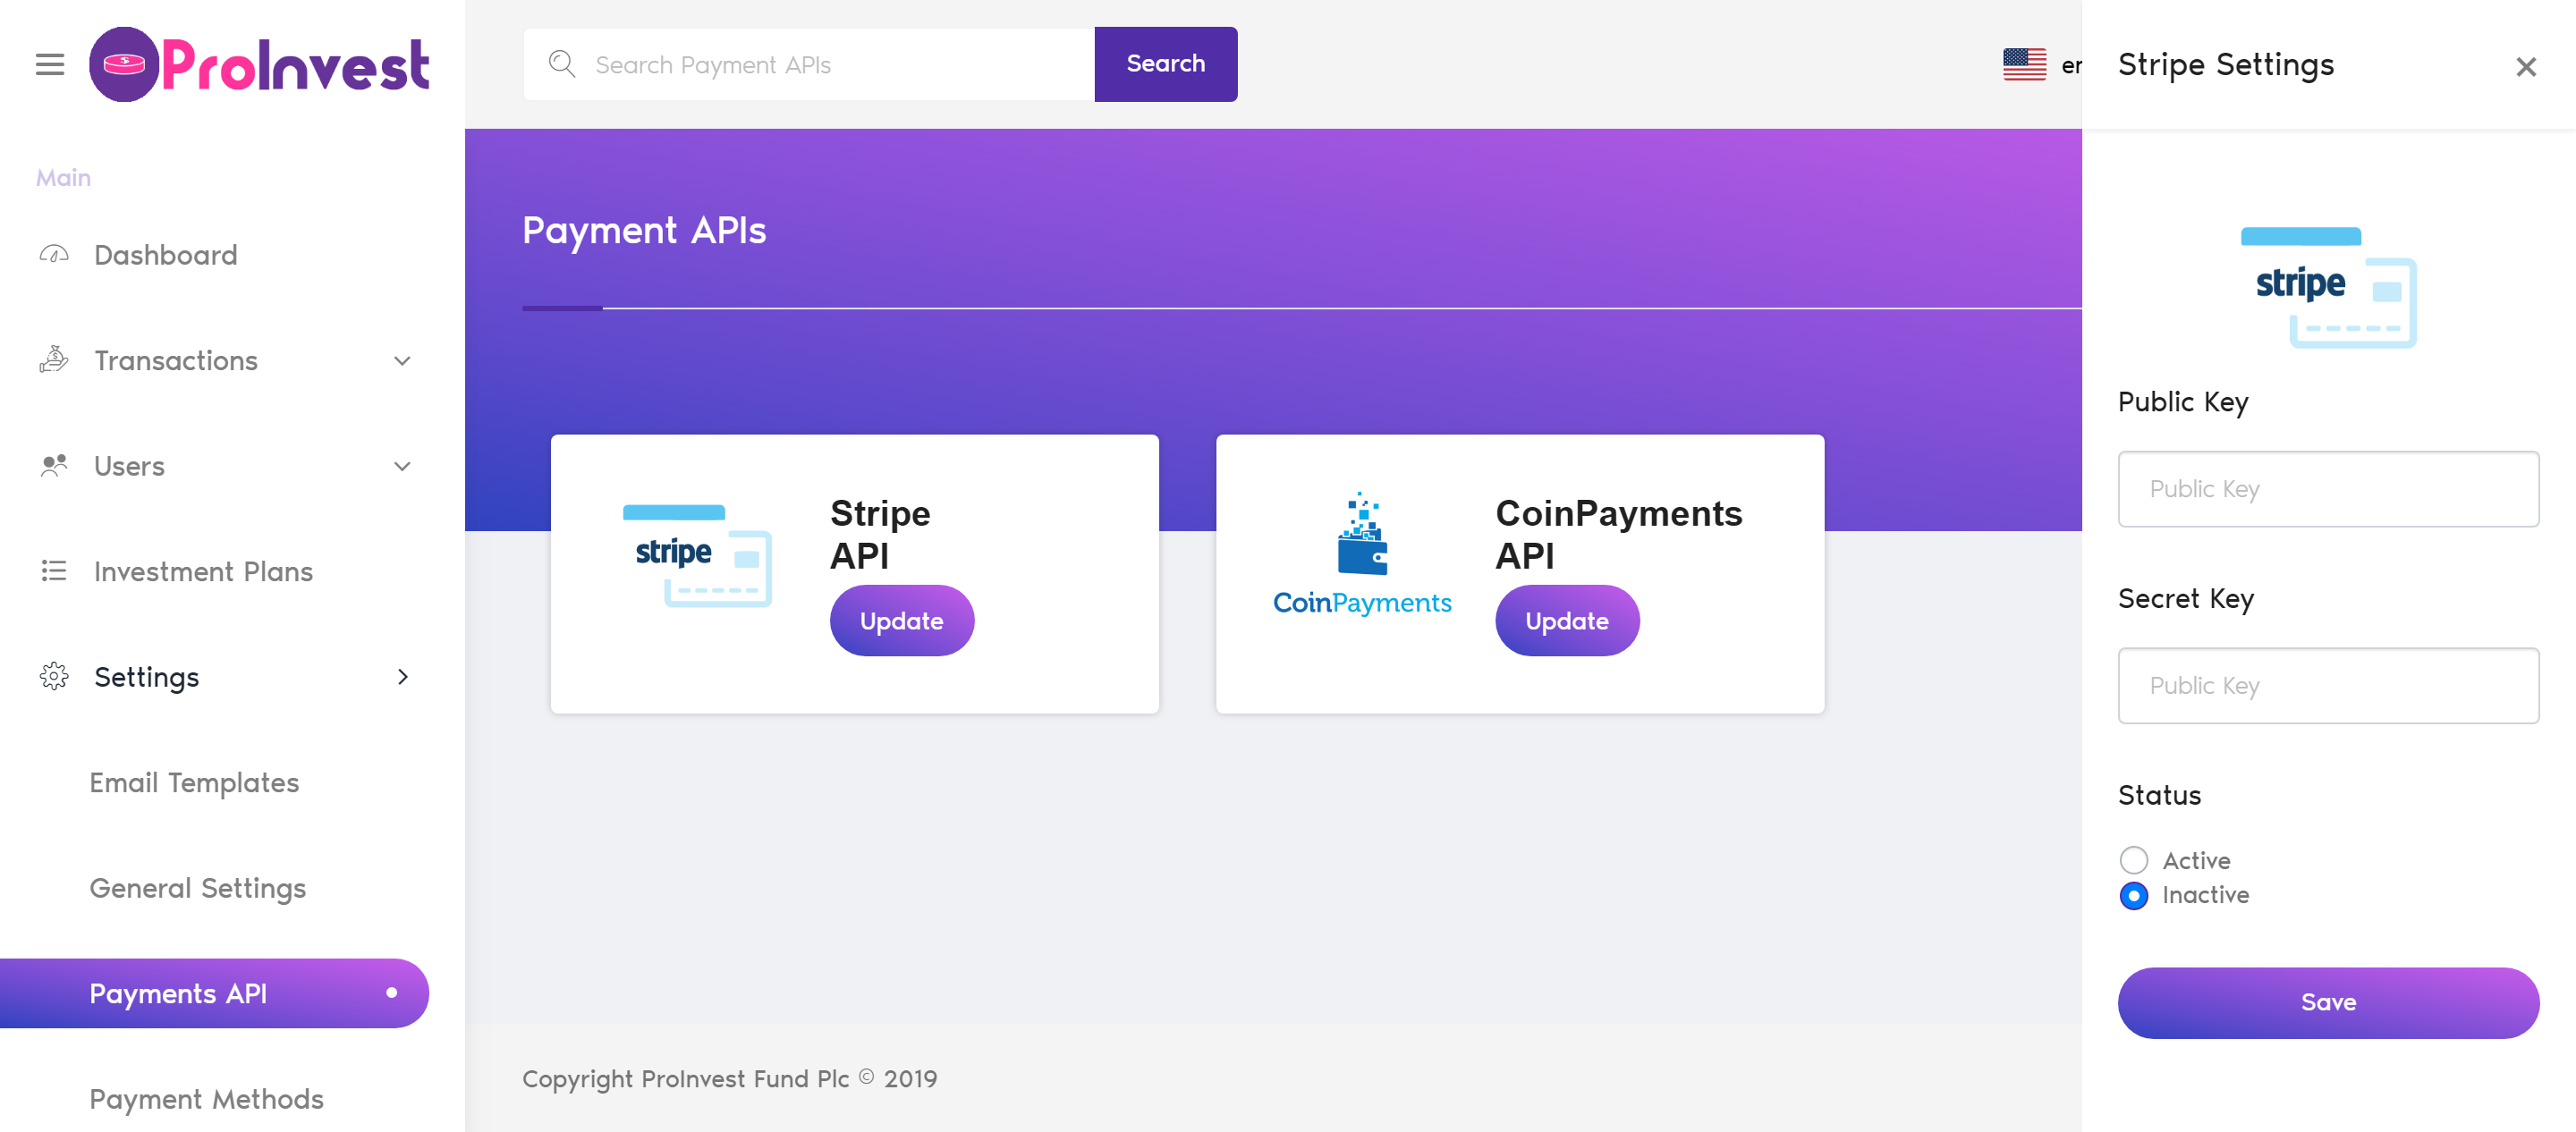 ProInvest
Main
Dashboard
Transactions
Users
Investment Plans
Settings
Email Templates
General Settings
Payments API
Payment Methods
Search Payment APIs
Search
Payment APIs
stripe
Stripe
API
Update
CoinPayments
CoinPayments
API
Update
Copyright ProInvest Fund Plc © 2019
Stripe Settings
stripe
Public Key
Public Key
Secret Key
Public Key
Status
Active
Inactive
Save